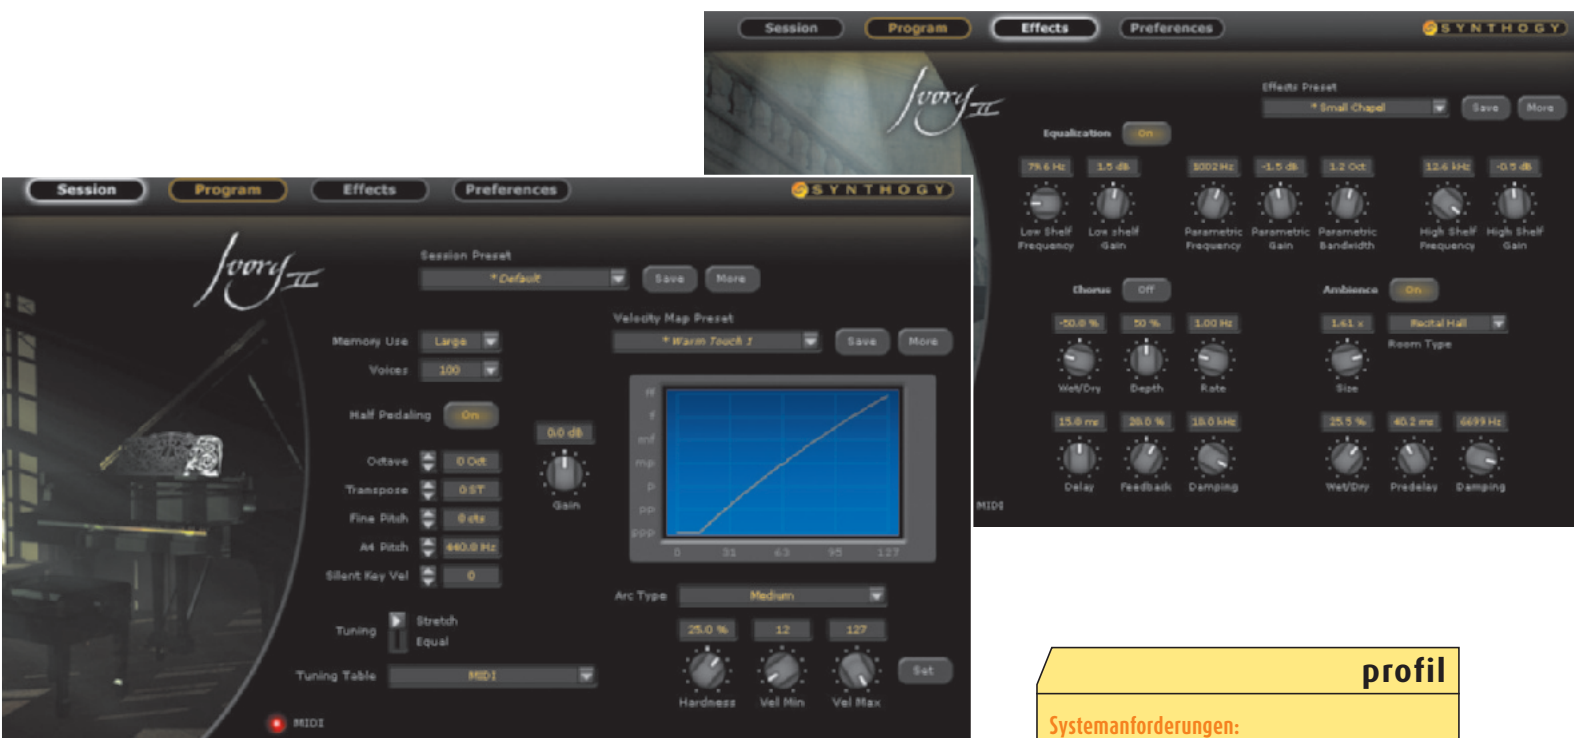 Session Program Effects Preferences SYNTHOGY
Ivory II
Effects Preset
* Small Chapel Save More
Equalization On
79.6 Hz 1.5 dB 1002 Hz -1.5 dB 1.2 Oct 12.6 kHz -0.5 dB
Low Shelf Frequency
Low shelf Gain
Parametric Frequency
Parametric Gain
Parametric Bandwidth
High Shelf Frequency
High Shelf Gain
Chorus Off Ambience On
-50.0 % 50 % 1.00 Hz 1.61 x Recital Hall
Room Type
Wet/Dry Depth Rate Size
15.0 ms 20.0 % 10.0 kHz 25.5 % 40.2 ms 6699 Hz
Delay Feedback Damping Wet/Dry Predelay Damping
MIDI
Session Program Effects Preferences SYNTHOGY
Ivory II
Session Preset
* Default Save More
Velocity Map Preset
* Warm Touch 1 Save More
Memory Use Large
Voices 100
Half Pedaling On
0.0 dB
Gain
Octave 0 Oct
Transpose 0 ST
Fine Pitch 0 cts
A4 Pitch 440.0 Hz
Silent Key Vel 0
Tuning Stretch
Equal
Tuning Table MIDI
MIDI
ff
f
mf
mp
p
pp
ppp
0 31 63 95 127
Arc Type Medium
25.0 % 12 127
Hardness Vel Min Vel Max Set
profil
Systemanforderungen: